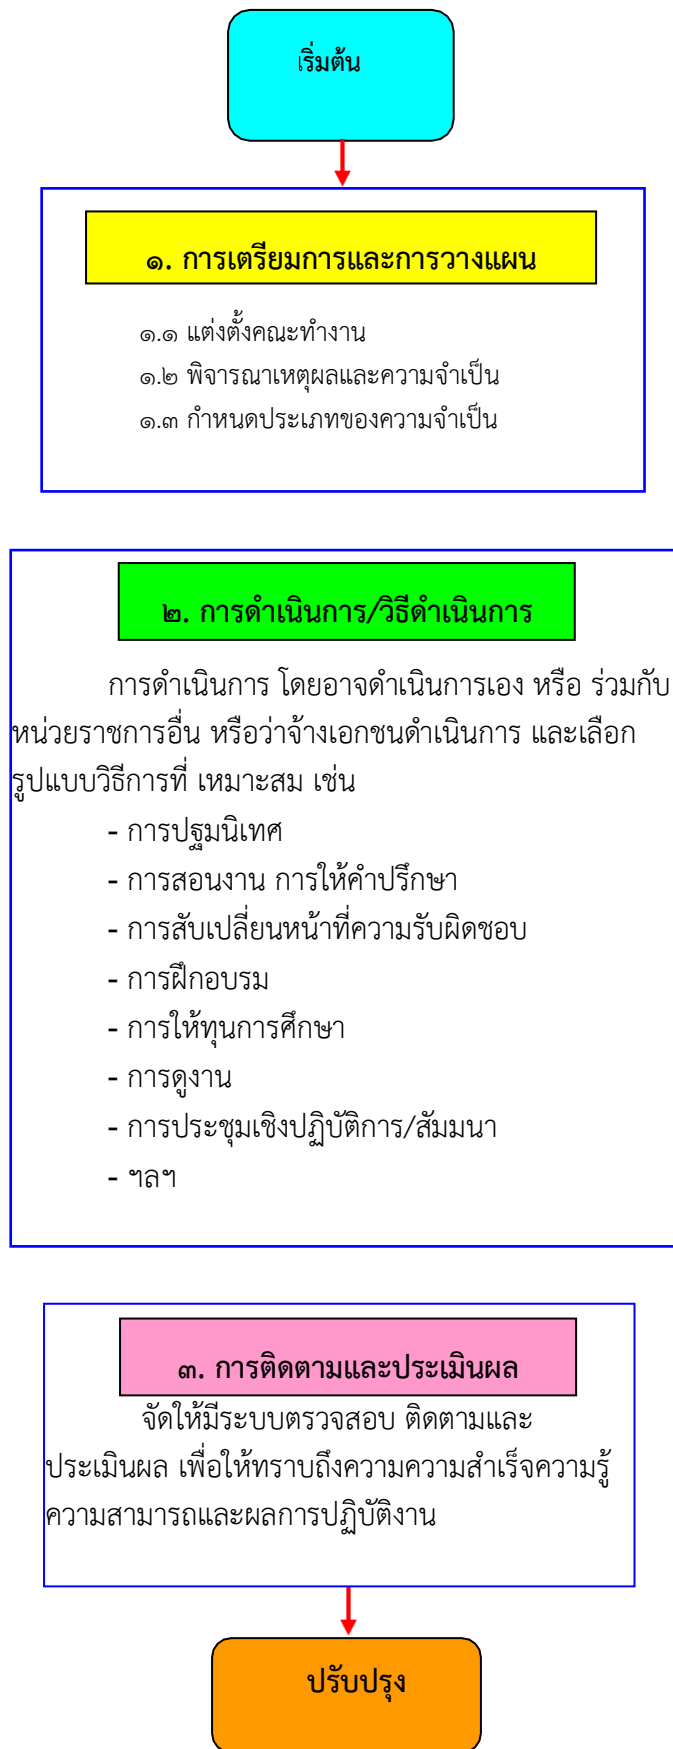 เริ่มต้น
๑. การเตรียมการและการวางแผน
๑.๑ แต่งตั้งคณะทำงาน
๑.๒ พิจารณาเหตุผลและความจำเป็น
๑.๓ กำหนดประเภทของความจำเป็น
๒. การดำเนินการ/วิธีดำเนินการ
การดำเนินการ โดยอาจดำเนินการเอง หรือ ร่วมกับ
หน่วยราชการอื่น หรือว่าจ้างเอกชนดำเนินการ และเลือก
รูปแบบวิธีการที่ เหมาะสม เช่น
- การปฐมนิเทศ
- การสอนงาน การให้คำปรึกษา
- การสับเปลี่ยนหน้าที่ความรับผิดชอบ
- การฝึกอบรม
- การให้ทุนการศึกษา
- การดูงาน
- การประชุมเชิงปฏิบัติการ/สัมมนา
- ฯลฯ
๓. การติดตามและประเมินผล
จัดให้มีระบบตรวจสอบ ติดตามและ
ประเมินผล เพื่อให้ทราบถึงความความสำเร็จความรู้
ความสามารถและผลการปฏิบัติงาน
ปรับปรุง